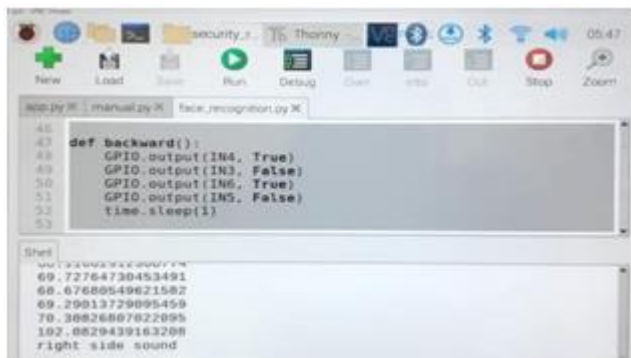 security_r...
Thonny
05:47
New
Load
Save
Run
Debug
Over
Into
Out
Stop
Zoom
app.py
manual.py
face_recognition.py
46
47 def backward():
48 GPIO.output(IN4, True)
49 GPIO.output(IN3, False)
50 GPIO.output(IN6, True)
51 GPIO.output(IN5, False)
52 time.sleep(1)
53
Shell
69.72764730453491
68.67680549621582
69.29013729095459
70.30826807022095
102.0829439163208
right side sound